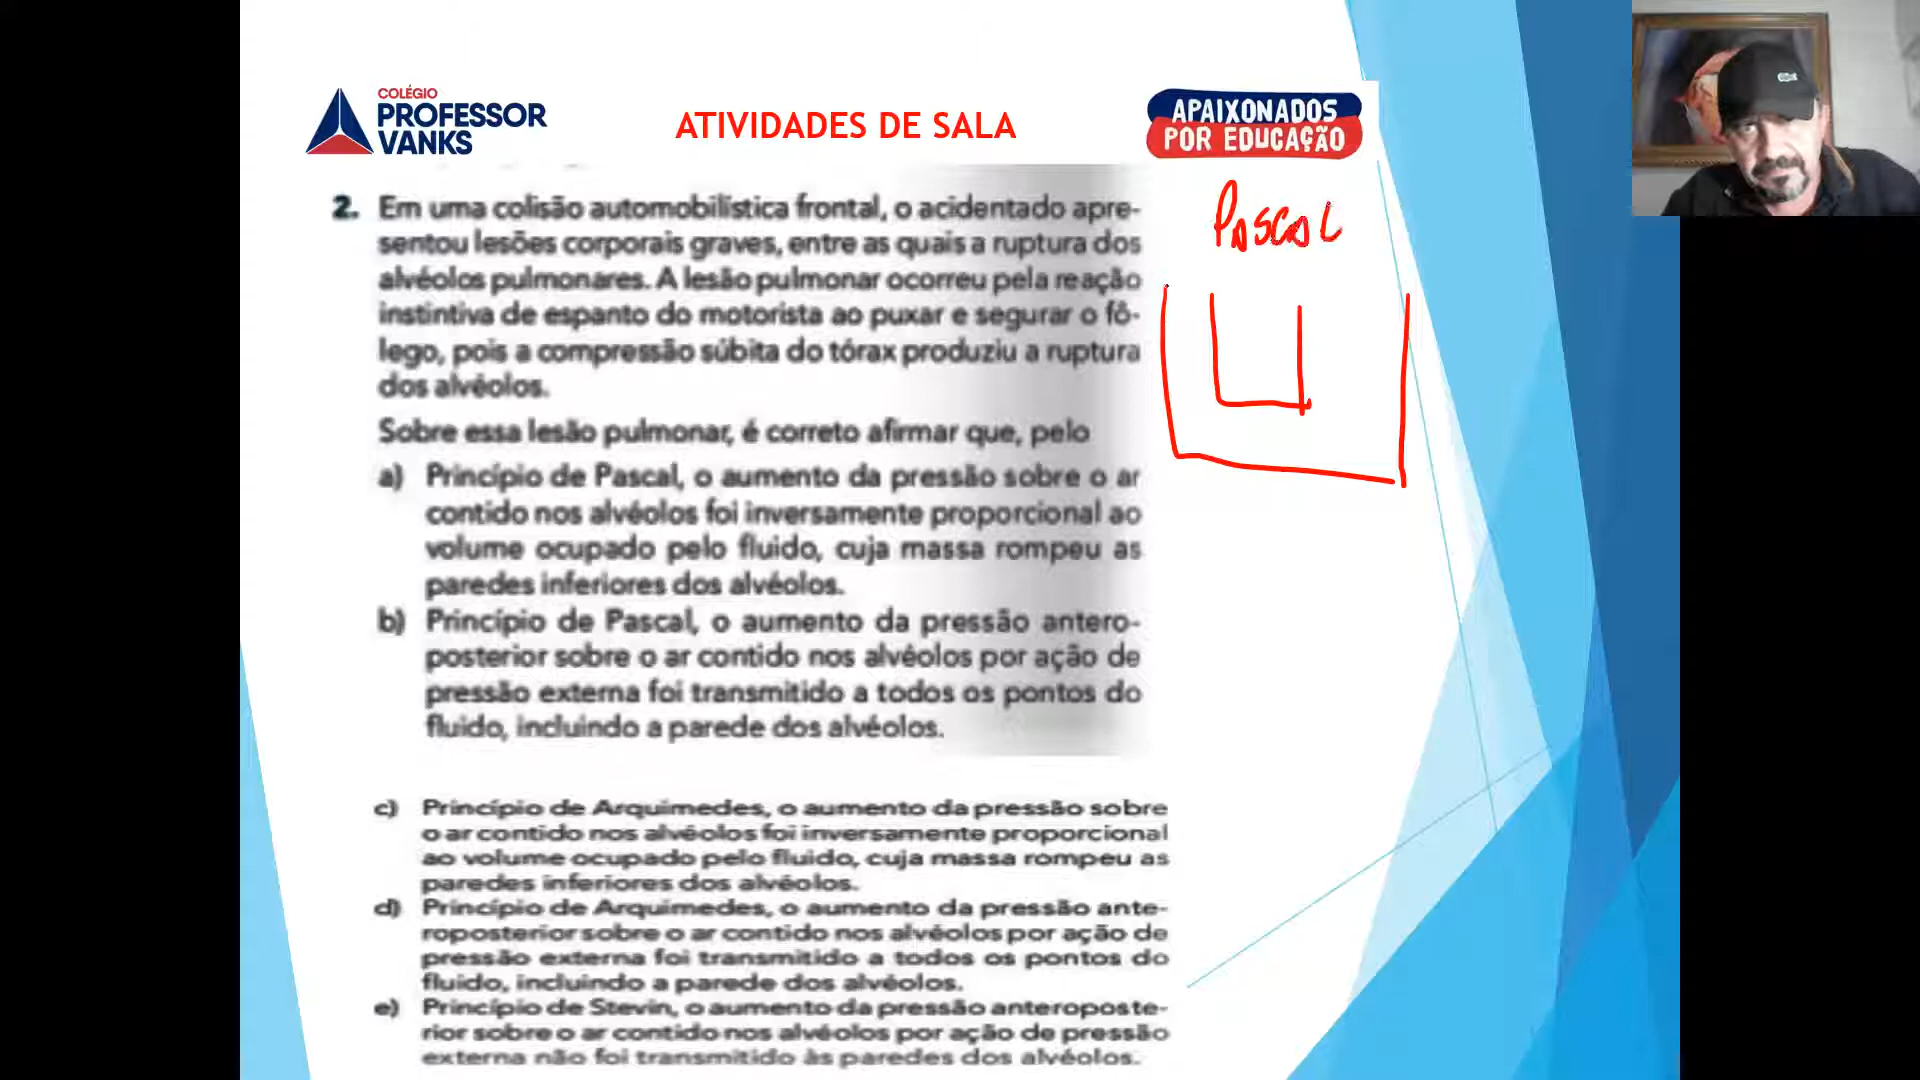 COLÉGIO
PROFESSOR
VANKS
ATIVIDADES DE SALA
APAIXONADOS
POR EDUCAÇÃO
PASCAL
2. Em uma colisão automobilística frontal, o acidentado apre-
sentou lesões corporais graves, entre as quais a ruptura dos
alvéolos pulmonares. A lesão pulmonar ocorreu pela reação
instintiva de espanto do motorista ao puxar e segurar o fô-
lego, pois a compressão súbita do tórax produziu a ruptura
dos alvéolos.
Sobre essa lesão pulmonar, é correto afirmar que, pelo
a) Princípio de Pascal, o aumento da pressão sobre o ar
contido nos alvéolos foi inversamente proporcional ao
volume ocupado pelo fluido, cuja massa rompeu as
paredes inferiores dos alvéolos.
b) Princípio de Pascal, o aumento da pressão antero-
posterior sobre o ar contido nos alvéolos por ação de
pressão externa foi transmitido a todos os pontos do
fluido, incluindo a parede dos alvéolos.
c) Princípio de Arquimedes, o aumento da pressão sobre
o ar contido nos alvéolos foi inversamente proporcional
ao volume ocupado pelo fluido, cuja massa rompeu as
paredes inferiores dos alvéolos.
d) Princípio de Arquimedes, o aumento da pressão ante-
roposterior sobre o ar contido nos alvéolos por ação de
pressão externa foi transmitido a todos os pontos do
fluido, incluindo a parede dos alvéolos.
e) Princípio de Stevin, o aumento da pressão anteroposte-
rior sobre o ar contido nos alvéolos por ação de pressão
externa não foi transmitido às paredes dos alvéolos.